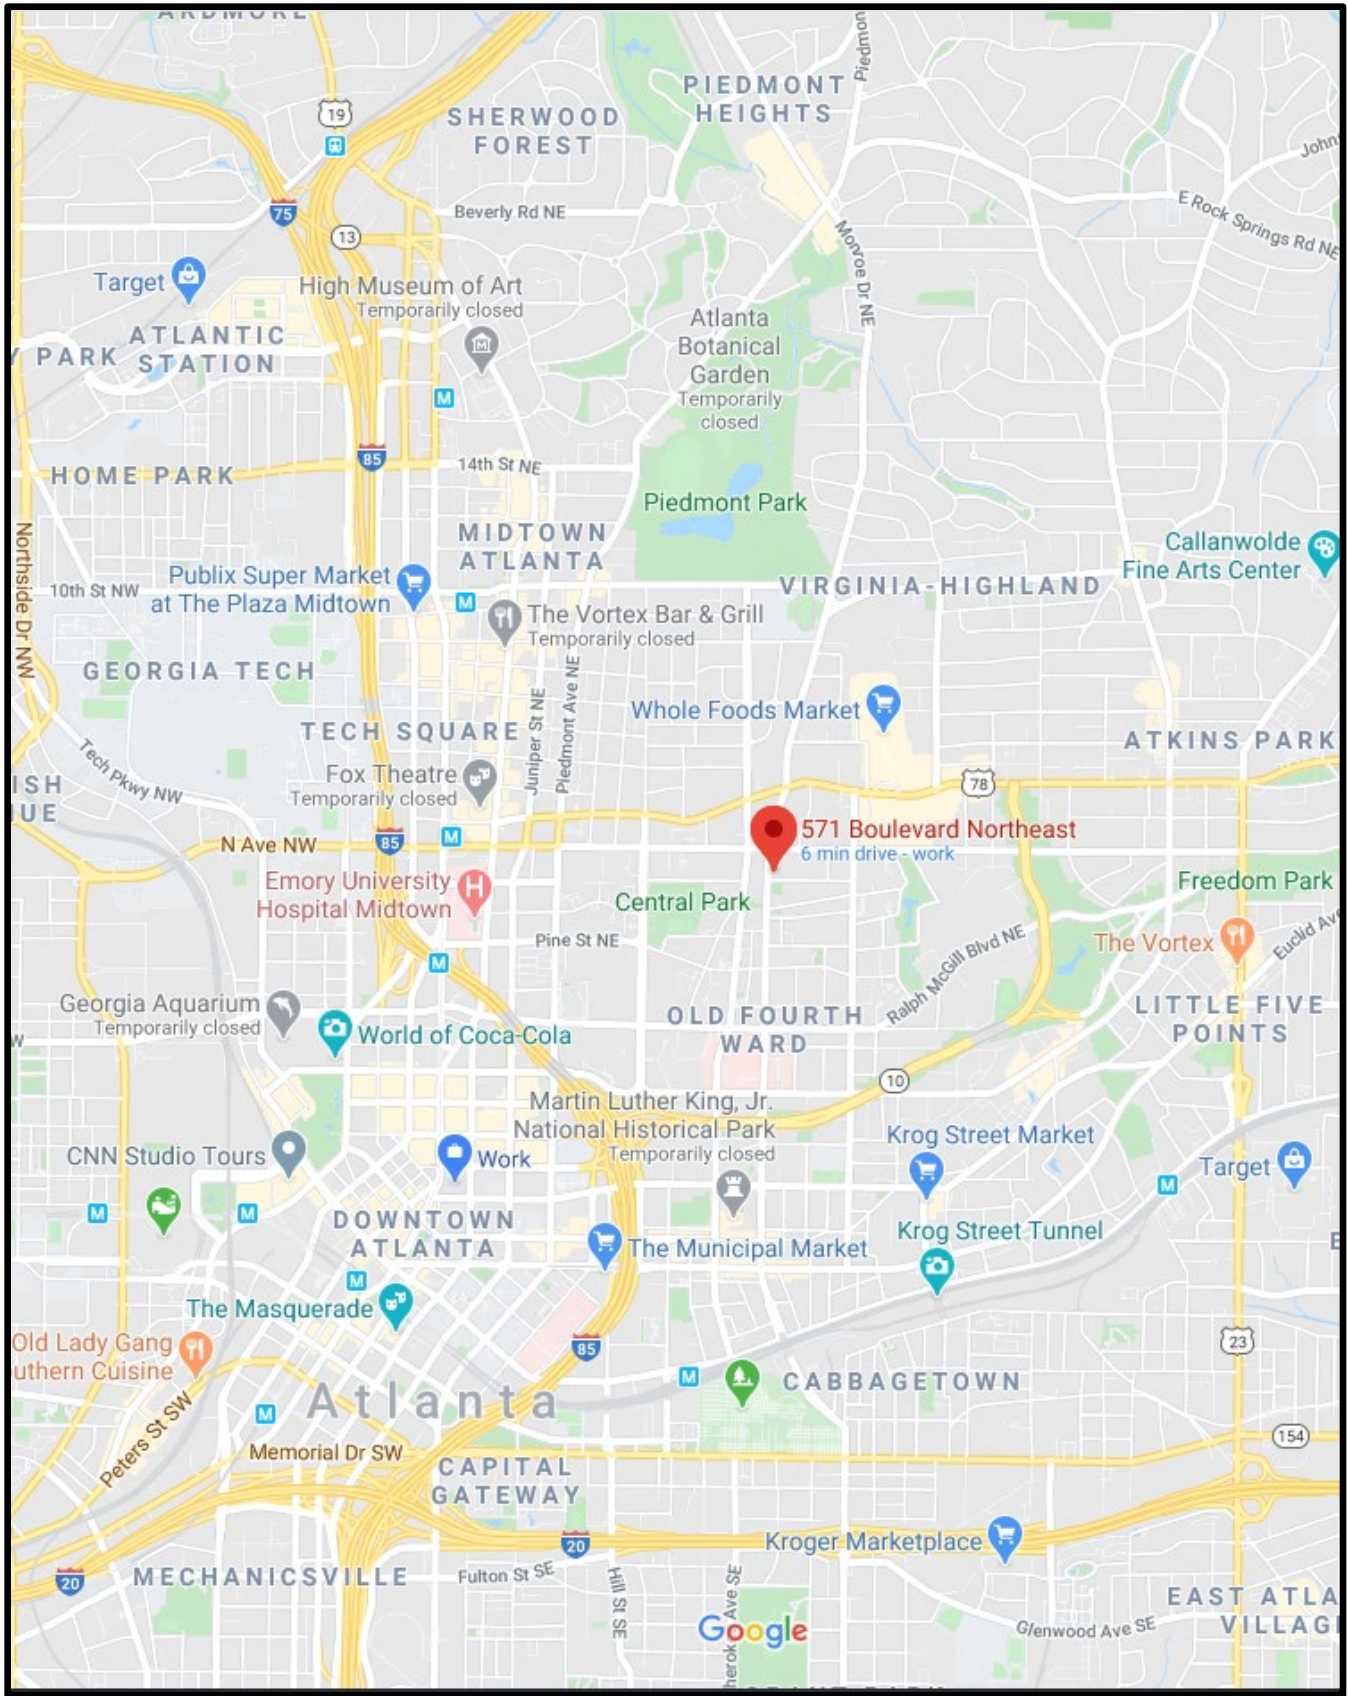 ARDMORE
PIEDMONT
HEIGHTS
Piedmon
19
SHERWOOD
FOREST
John
75
Beverly Rd NE
E Rock Springs Rd NE
13
Monroe Dr NE
Target
High Museum of Art
Temporarily closed
ATLANTIC
STATION
Y PARK
Atlanta
Botanical
Garden
Temporarily
closed
M
85
14th St NE
HOME PARK
Piedmont Park
MIDTOWN
ATLANTA
Northside Dr NW
Callanwolde
Fine Arts Center
Publix Super Market
at The Plaza Midtown
10th St NW
VIRGINIA-HIGHLAND
M
The Vortex Bar & Grill
Temporarily closed
GEORGIA TECH
Juniper St NE
Piedmont Ave NE
Whole Foods Market
TECH SQUARE
ATKINS PARK
Tech Pkwy NW
Fox Theatre
Temporarily closed
78
ISH
UE
N Ave NW
85
M
571 Boulevard Northeast
6 min drive - work
Emory University
Hospital Midtown
H
Central Park
Freedom Park
Pine St NE
Ralph McGill Blvd NE
The Vortex
Euclid Av
M
Georgia Aquarium
Temporarily closed
World of Coca-Cola
OLD FOURTH
WARD
LITTLE FIVE
POINTS
W
10
Martin Luther King, Jr.
National Historical Park
Temporarily closed
Krog Street Market
CNN Studio Tours
Work
Target
M
M
M
DOWNTOWN
ATLANTA
Krog Street Tunnel
The Municipal Market
E
M
The Masquerade
Old Lady Gang
uthern Cuisine
85
23
M
CABBAGETOWN
Atlanta
M
Peters St SW
Memorial Dr SW
154
CAPITAL
GATEWAY
20
Kroger Marketplace
20
MECHANICSVILLE
Fulton St SE
Hill St SE
herokee Ave SE
Google
Glenwood Ave SE
EAST ATLA
VILLAG